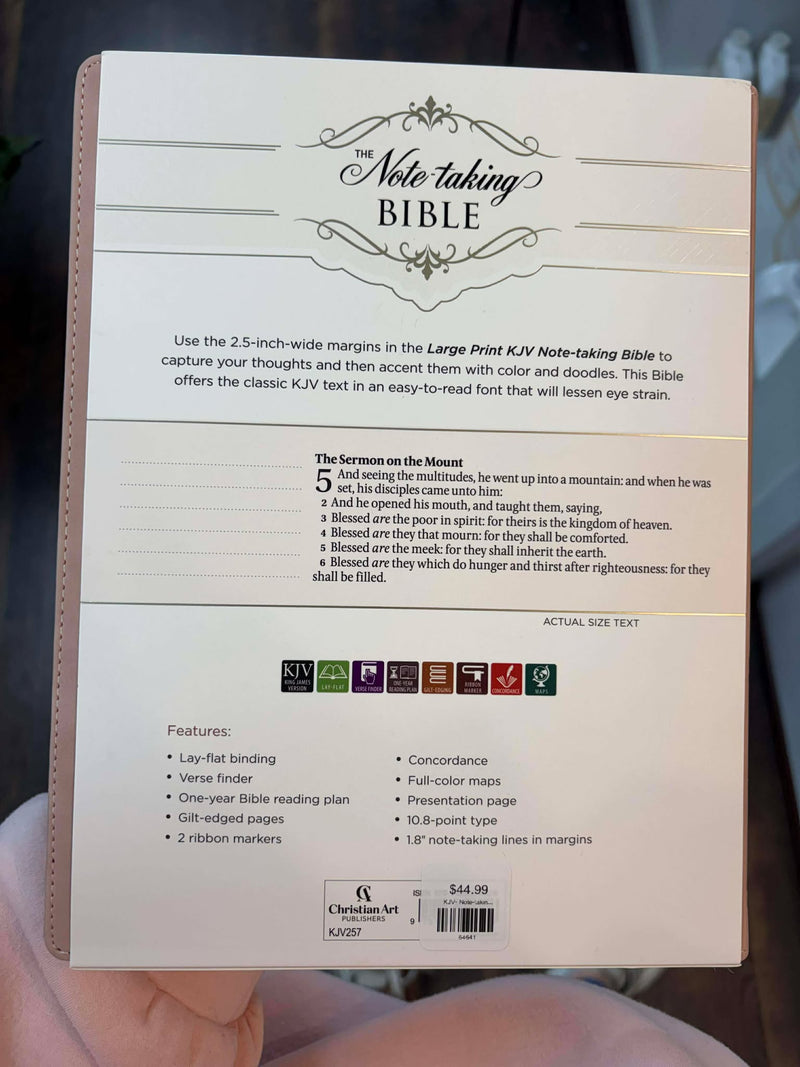 THE
Note-taking
BIBLE
Use the 2.5-inch-wide margins in the Large Print KJV Note-taking Bible to
capture your thoughts and then accent them with color and doodles. This Bible
offers the classic KJV text in an easy-to-read font that will lessen eye strain.
The Sermon on the Mount
5 And seeing the multitudes, he went up into a mountain: and when he was
set, his disciples came unto him:
2 And he opened his mouth, and taught them, saying,
3 Blessed are the poor in spirit: for theirs is the kingdom of heaven.
4 Blessed are they that mourn: for they shall be comforted.
5 Blessed are the meek: for they shall inherit the earth.
6 Blessed are they which do hunger and thirst after righteousness: for they
shall be filled.
ACTUAL SIZE TEXT
KJV
KING JAMES
VERSION
LAY-FLAT
VERSE FINDER
ONE-YEAR
READING PLAN
GILT-EDGING
RIBBON
MARKER
CONCORDANCE
MAPS
Features:
• Lay-flat binding
• Verse finder
• One-year Bible reading plan
• Gilt-edged pages
• 2 ribbon markers
• Concordance
• Full-color maps
• Presentation page
• 10.8-point type
• 1.8" note-taking lines in margins
CA
Christian Art
PUBLISHERS
KJV257
IS
9
$44.99
KJV- Note-takin...
64641